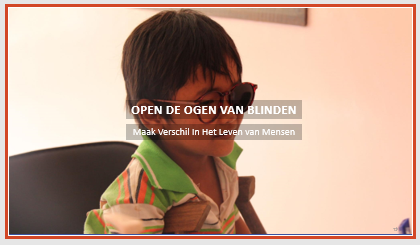 OPEN DE OGEN VAN BLINDEN
Maak Verschil In Het Leven van Mensen